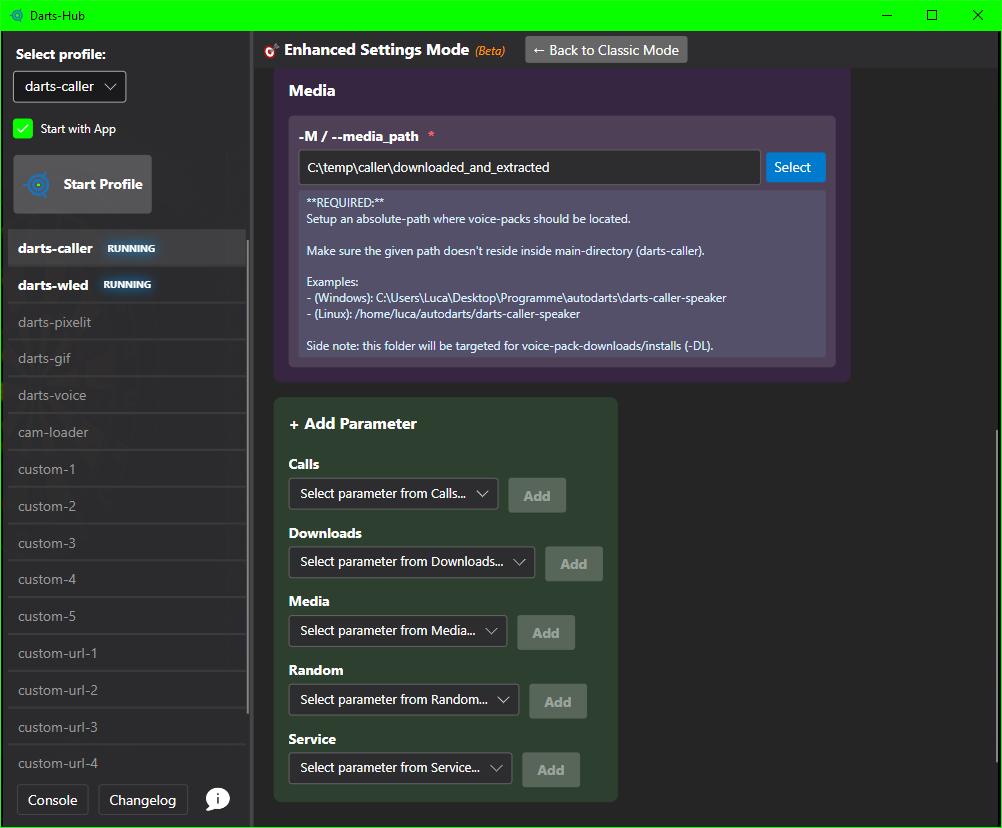 Darts-Hub
Select profile:
darts-caller
Start with App
Start Profile
darts-caller RUNNING
darts-wled RUNNING
darts-pixelit
darts-gif
darts-voice
cam-loader
custom-1
custom-2
custom-3
custom-4
custom-5
custom-url-1
custom-url-2
custom-url-3
custom-url-4
Console Changelog
Enhanced Settings Mode (Beta) ← Back to Classic Mode
Media
-M / --media_path *
C:\temp\caller\downloaded_and_extracted Select
**REQUIRED:**
Setup an absolute-path where voice-packs should be located.
Make sure the given path doesn't reside inside main-directory (darts-caller).
Examples:
- (Windows): C:\Users\Luca\Desktop\Programme\autodarts\darts-caller-speaker
- (Linux): /home/luca/autodarts/darts-caller-speaker
Side note: this folder will be targeted for voice-pack-downloads/installs (-DL).
+ Add Parameter
Calls
Select parameter from Calls... Add
Downloads
Select parameter from Downloads... Add
Media
Select parameter from Media... Add
Random
Select parameter from Random... Add
Service
Select parameter from Service... Add